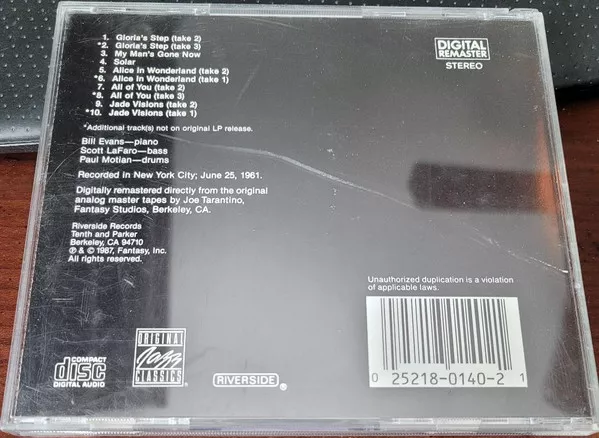 1. Gloria's Step (take 2)
*2. Gloria's Step (take 3)
3. My Man's Gone Now
4. Solar
5. Alice in Wonderland (take 2)
*6. Alice in Wonderland (take 1)
7. All of You (take 2)
*8. All of You (take 3)
9. Jade Visions (take 2)
*10. Jade Visions (take 1)
*Additional track(s) not on original LP release.
Bill Evans—piano
Scott LaFaro—bass
Paul Motian—drums
Recorded in New York City; June 25, 1961.
Digitally remastered directly from the original
analog master tapes by Joe Tarantino,
Fantasy Studios, Berkeley, CA.
Riverside Records
Tenth and Parker
Berkeley, CA 94710
℗ & © 1987, Fantasy, Inc.
All rights reserved.
DIGITAL
REMASTER
STEREO
Unauthorized duplication is a violation
of applicable laws.
0 25218-0140-2 1
COMPACT
disc
DIGITAL AUDIO
ORIGINAL
Jazz
CLASSICS
RIVERSIDE®